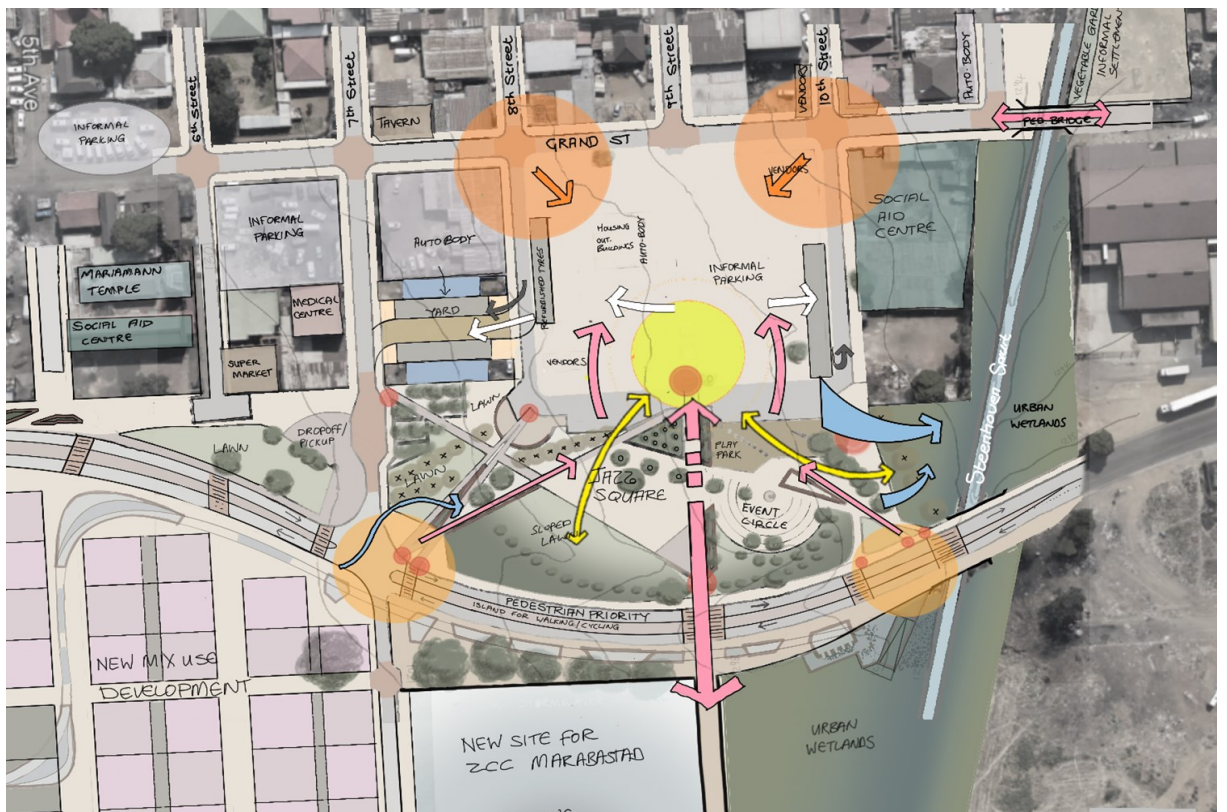 5th Ave
INFORMAL
PARKING
6th Street
7th Street
TAVERN
8th Street
GRAND ST
9th Street
VENDORS
10th Street
VENDORS
AUTO-BODY
VEGETABLE GAR
INFORMAL
SETTLEMENT
PED BRIDGE
INFORMAL
PARKING
AUTOBODY
REFURBISHED TYRES
HOUSING
OUT-
BUILDINGS
AUTO-BODY
INFORMAL
PARKING
SOCIAL
AID
CENTRE
MARIAMANN
TEMPLE
SOCIAL AID
CENTRE
MEDICAL
CENTRE
SUPER
MARKET
YARD
VENDORS
Steenhoven Spruit
URBAN
WETLANDS
DROPOFF/
PICKUP
LAWN
LAWN
LAWN
JAZZ
SQUARE
PLAY
PARK
EVENT
CIRCLE
SLOPED
LAWN
PEDESTRIAN PRIORITY
ISLAND FOR WALKING/CYCLING
NEW MIX USE
DEVELOPMENT
NEW SITE FOR
ZCC MARABASTAD
URBAN
WETLANDS